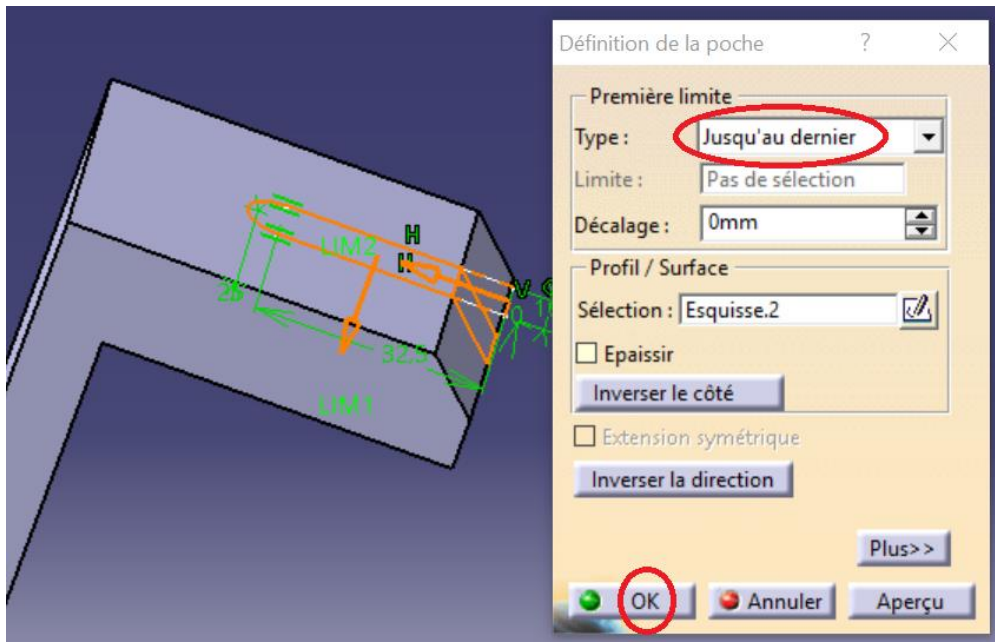 Définition de la poche ? ×
Première limite
Type : Jusqu'au dernier
Limite : Pas de sélection
Décalage : 0mm
Profil / Surface
Sélection : Esquisse.2
Epaissir
Inverser le côté
Extension symétrique
Inverser la direction
Plus>>
OK Annuler Aperçu
H
LIM2
H
V
32.5
LIM1